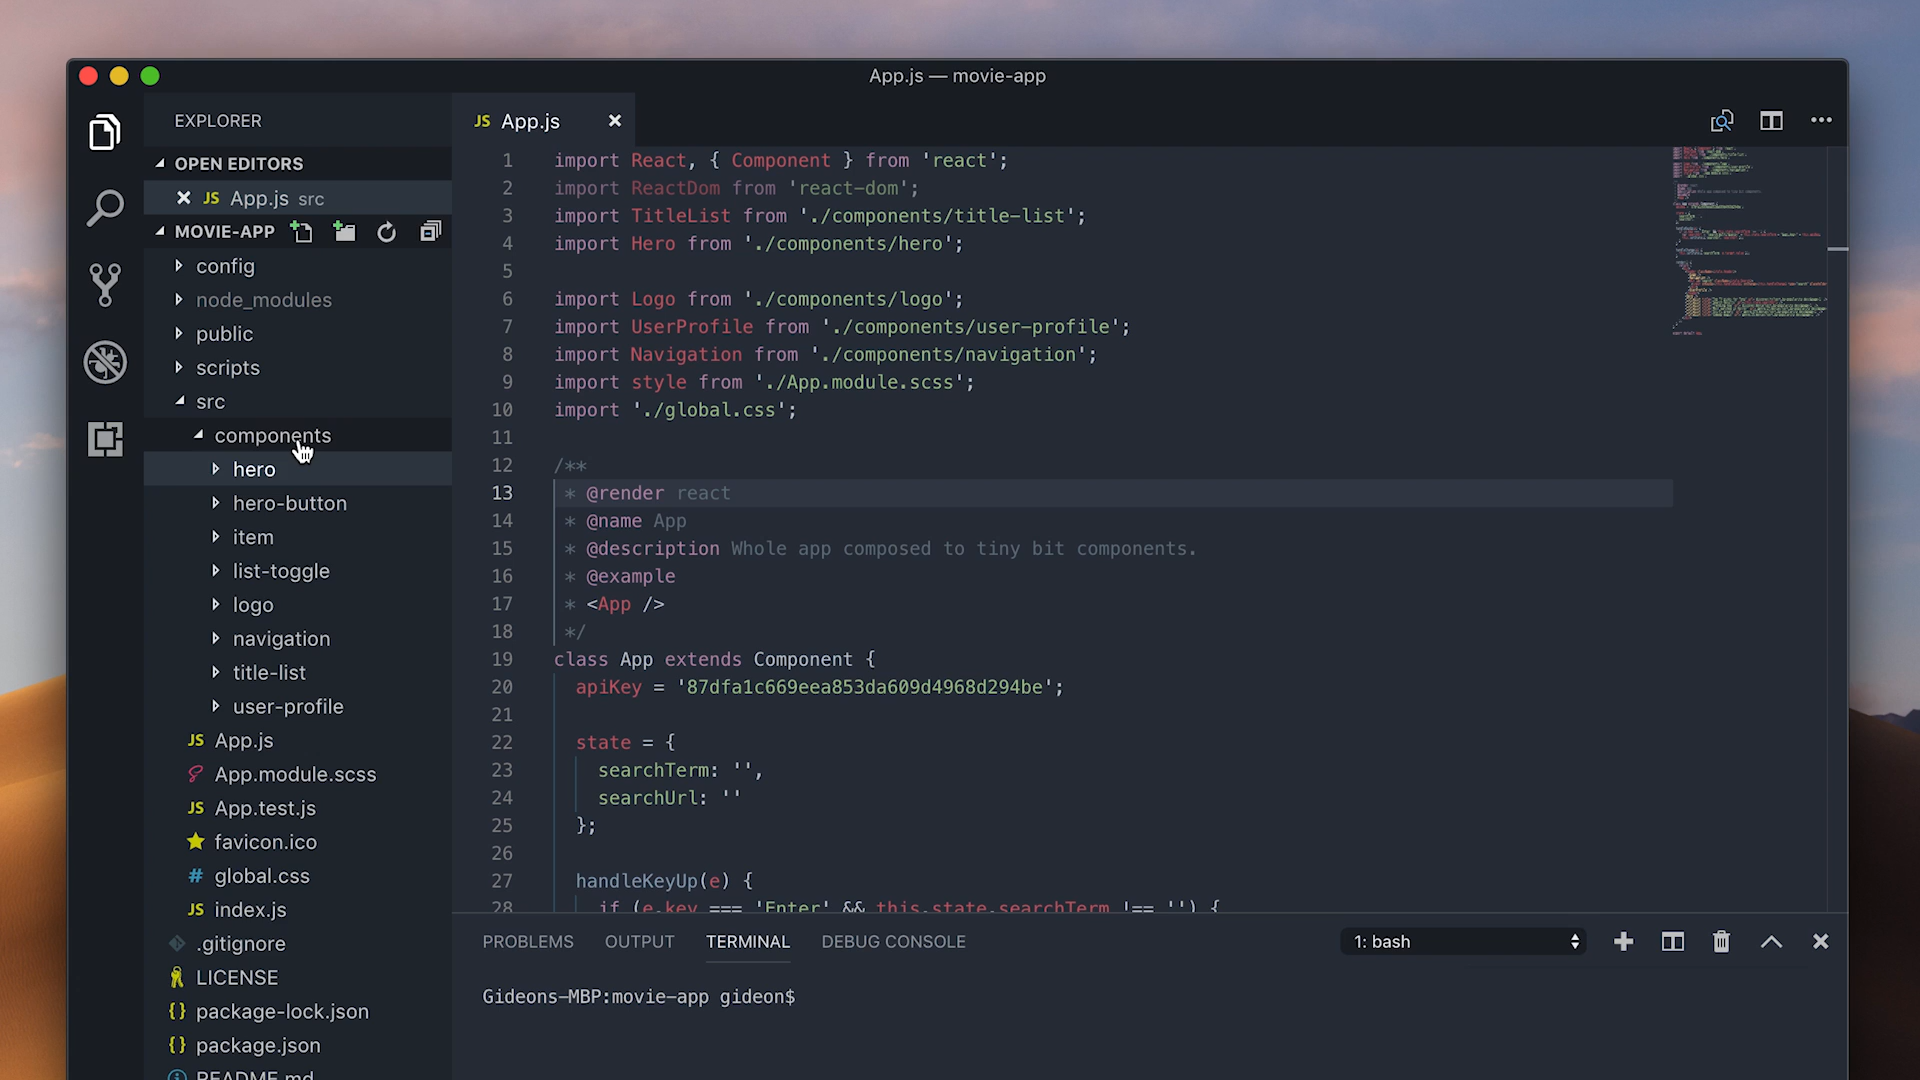 App.js — movie-app
EXPLORER
OPEN EDITORS
App.js src
MOVIE-APP
config
node_modules
public
scripts
src
components
hero
hero-button
item
list-toggle
logo
navigation
title-list
user-profile
JS App.js
App.module.scss
JS App.test.js
favicon.ico
# global.css
JS index.js
.gitignore
LICENSE
{} package-lock.json
{} package.json
README.md
JS App.js
1 import React, { Component } from 'react';
2 import ReactDom from 'react-dom';
3 import TitleList from './components/title-list';
4 import Hero from './components/hero';
5
6 import Logo from './components/logo';
7 import UserProfile from './components/user-profile';
8 import Navigation from './components/navigation';
9 import style from './App.module.scss';
10 import './global.css';
11
12 /**
13 * @render react
14 * @name App
15 * @description Whole app composed to tiny bit components.
16 * @example
17 * <App />
18 */
19 class App extends Component {
20 apiKey = '87dfa1c669eea853da609d4968d294be';
21
22 state = {
23 searchTerm: '',
24 searchUrl: ''
25 };
26
27 handleKeyUp(e) {
28 if (e.key === 'Enter' && this.state.searchTerm !== '') {
PROBLEMS OUTPUT TERMINAL DEBUG CONSOLE
1: bash
Gideons-MBP:movie-app gideon$